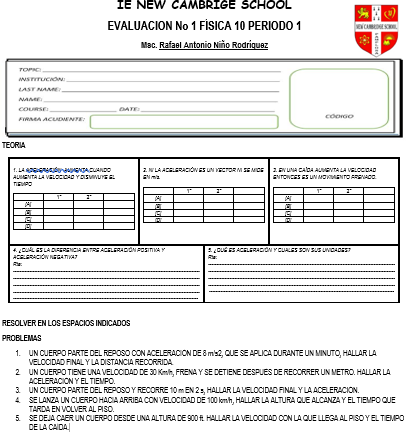 IE NEW CAMBRIGE SCHOOL
EVALUACION No 1 FÍSICA 10 PERIODO 1
Msc. Rafael Antonio Niño Rodríguez
TOPIC:
INSTITUCIÓN:
LAST NAME:
NAME:
COURSE: DATE:
FIRMA ACUDIENTE:
CÓDIGO
TEORIA
1. LA ACELERACIÓN AUMENTA CUANDO
AUMENTA LA VELOCIDAD Y DISMINUYE EL
TIEMPO
1° 2°
[A]
[B]
[C]
[D]
2. NI LA ACELERACIÓN ES UN VECTOR NI SE MIDE
EN m/s.
1° 2°
[A]
[B]
[C]
[D]
3. EN UNA CAÍDA AUMENTA LA VELOCIDAD
ENTONCES ES UN MOVIMIENTO FRENADO.
1° 2°
[A]
[B]
[C]
[D]
4. ¿CUÁL ES LA DIFERENCIA ENTRE ACELERACIÓN POSITIVA Y
ACELERACIÓN NEGATIVA?
Rta:
5. ¿QUÉ ES ACELERACIÓN Y CUALES SON SUS UNIDADES?
Rta:
RESOLVER EN LOS ESPACIOS INDICADOS
PROBLEMAS
1. UN CUERPO PARTE DEL REPOSO CON ACELERACION DE 8 m/s2, QUE SE APLICA DURANTE UN MINUTO, HALLAR LA
VELOCIDAD FINAL Y LA DISTANCIA RECORRIDA.
2. UN CUERPO TIENE UNA VELOCIDAD DE 30 Km/h, FRENA Y SE DETIENE DESPUES DE RECORRER UN METRO. HALLAR LA
ACELERACION Y EL TIEMPO.
3. UN CUERPO PARTE DEL REPOSO Y RECORRE 10 m EN 2 s, HALLAR LA VELOCIDAD FINAL Y LA ACELERACION.
4. SE LANZA UN CUERPO HACIA ARRIBA CON VELOCIDAD DE 100 km/h, HALLAR LA ALTURA QUE ALCANZA Y EL TIEMPO QUE
TARDA EN VOLVER AL PISO.
5. SE DEJA CAER UN CUERPO DESDE UNA ALTURA DE 900 ft. HALLAR LA VELOCIDAD CON LA QUE LLEGA AL PISO Y EL TIEMPO
DE LA CAIDA